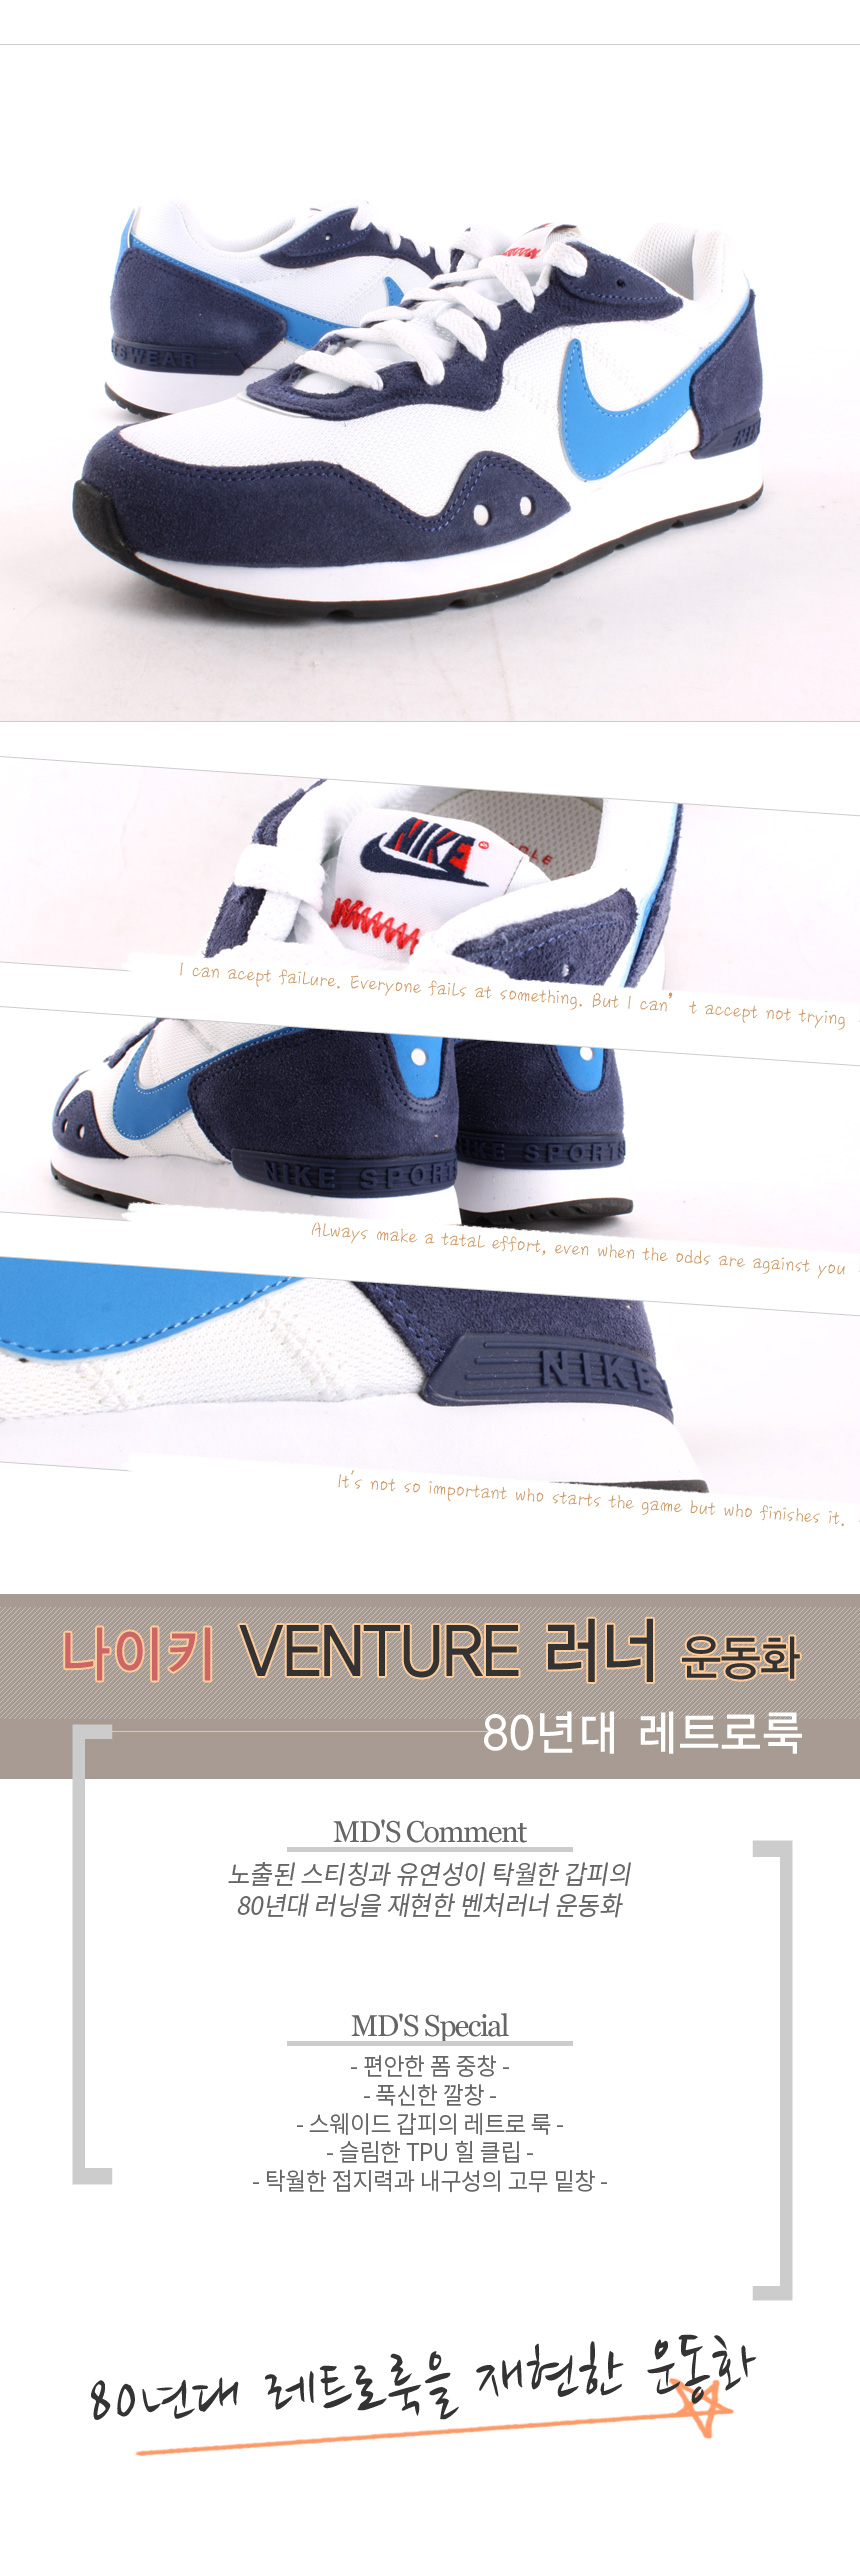 TSWEAR
NIKE
I can acept failure. Everyone fails at something. But I can’t accept not trying
NIKE SPORTS
NIKE SPORTS
ALways make a tatal effort, even when the odds are against you
NIKE
It's not so important who starts the game but who finishes it.
나이키 VENTURE 러너 운동화
80년대 레트로룩
MD'S Comment
노출된 스티칭과 유연성이 탁월한 갑피의
80년대 러닝을 재현한 벤처러너 운동화
MD'S Special
- 편안한 폼 중창 -
- 푹신한 깔창 -
- 스웨이드 갑피의 레트로 룩 -
- 슬림한 TPU 힐 클립 -
- 탁월한 접지력과 내구성의 고무 밑창 -
80년대 레트로룩을 재현한 운동화